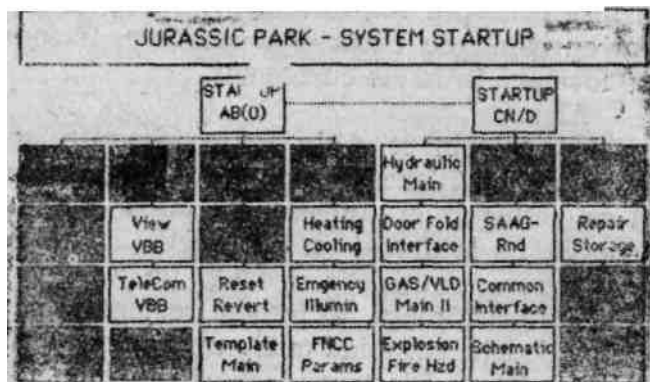 JURASSIC PARK - SYSTEM STARTUP
STARTUP
AB(0)
CN/D
Hydraulic
Main
View
VBB
Heating
Cooling
Door Fold
Interface
SAAG-
Rnd
Repair
Storage
TeleCom
VBB
Reset
Revert
Emgency
Illumin
GAS/VLD
Main II
Common
Interface
Template
Main
FNCC
Params
Explosion
Fire Hzd
Schematic
Main